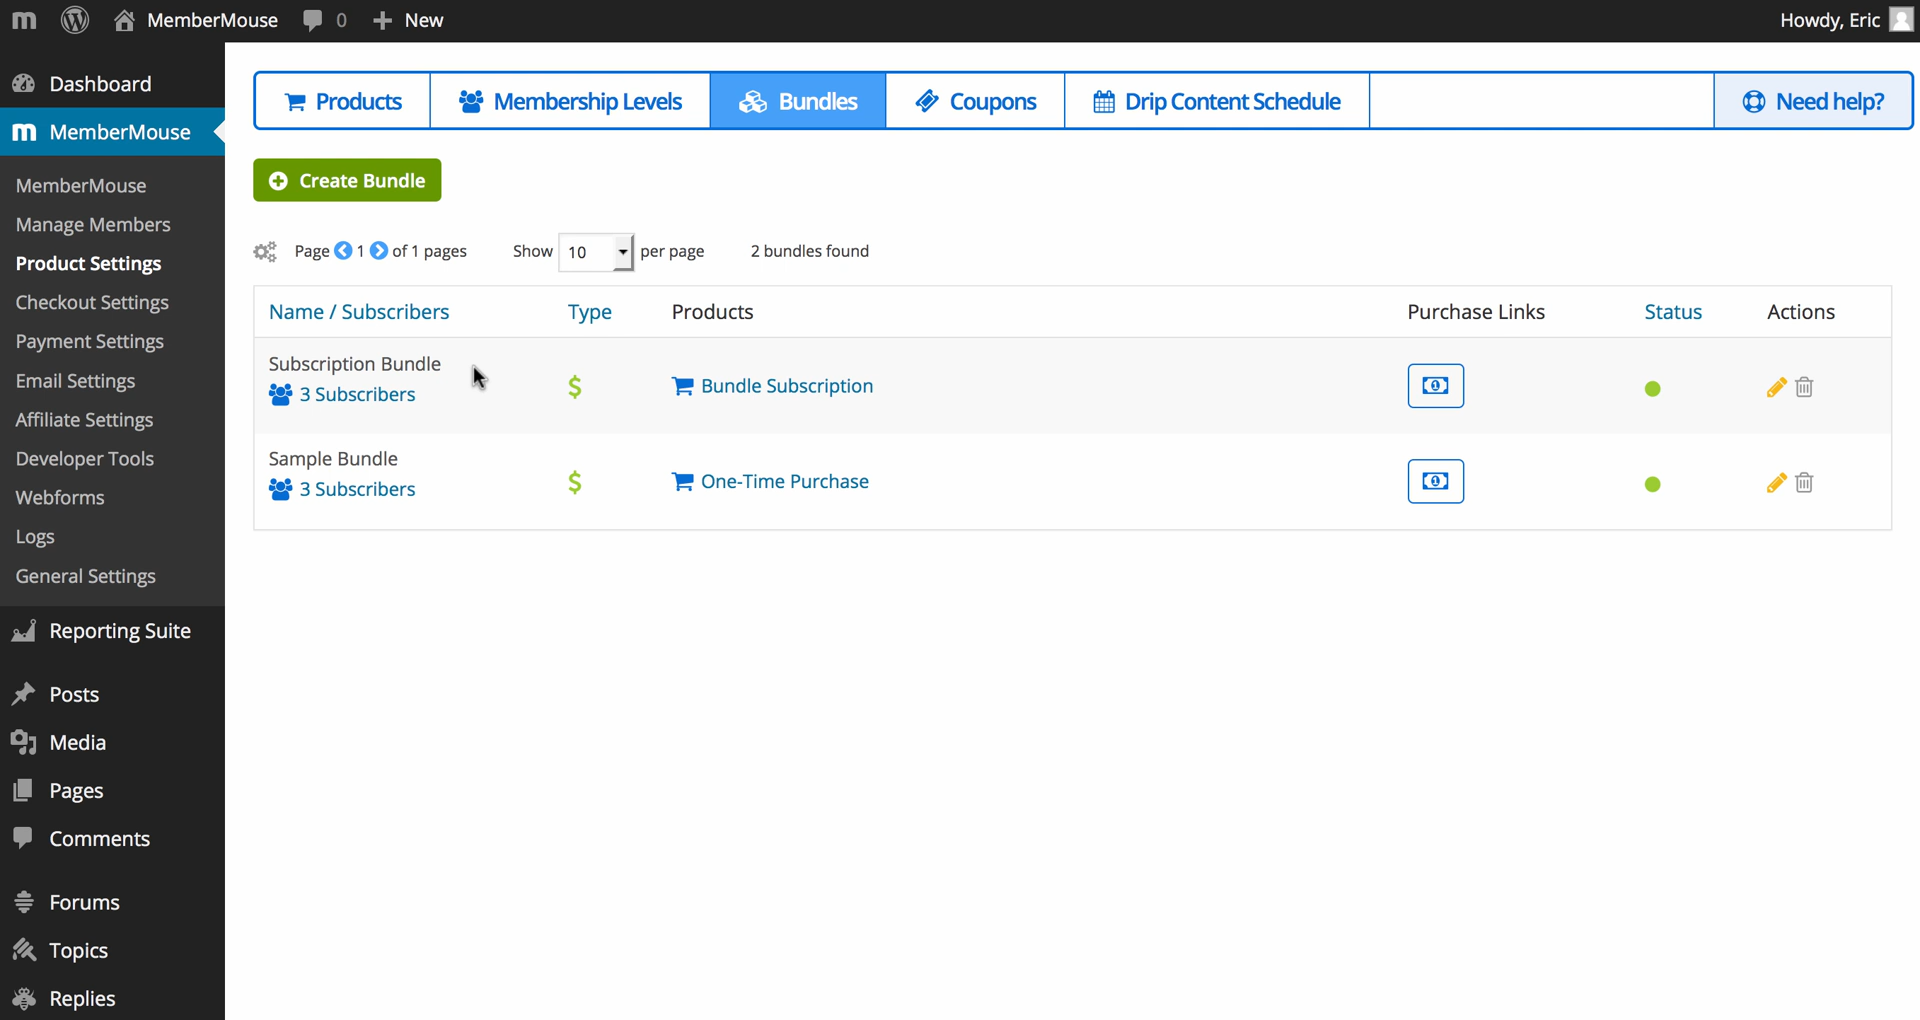 MemberMouse 0 New Howdy, Eric
Dashboard
MemberMouse
MemberMouse
Manage Members
Product Settings
Checkout Settings
Payment Settings
Email Settings
Affiliate Settings
Developer Tools
Webforms
Logs
General Settings
Reporting Suite
Posts
Media
Pages
Comments
Forums
Topics
Replies
Products Membership Levels Bundles Coupons Drip Content Schedule Need help?
Create Bundle
Page 1 of 1 pages Show 10 per page 2 bundles found
Name / Subscribers Type Products Purchase Links Status Actions
Subscription Bundle
3 Subscribers $ Bundle Subscription
Sample Bundle
3 Subscribers $ One-Time Purchase